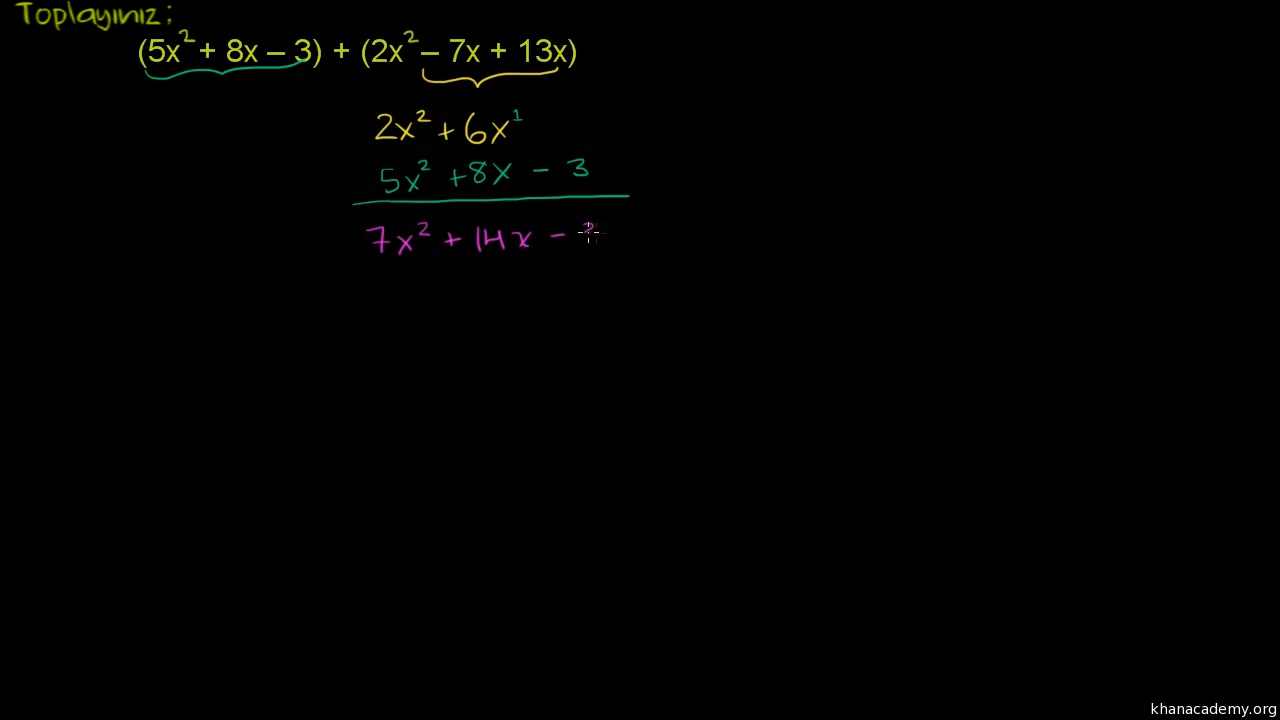 Toplayınız:
(5x² + 8x – 3) + (2x² – 7x + 13x)
2x² + 6x¹
5x² + 8x - 3
7x² + 14x -
khanacademy.org